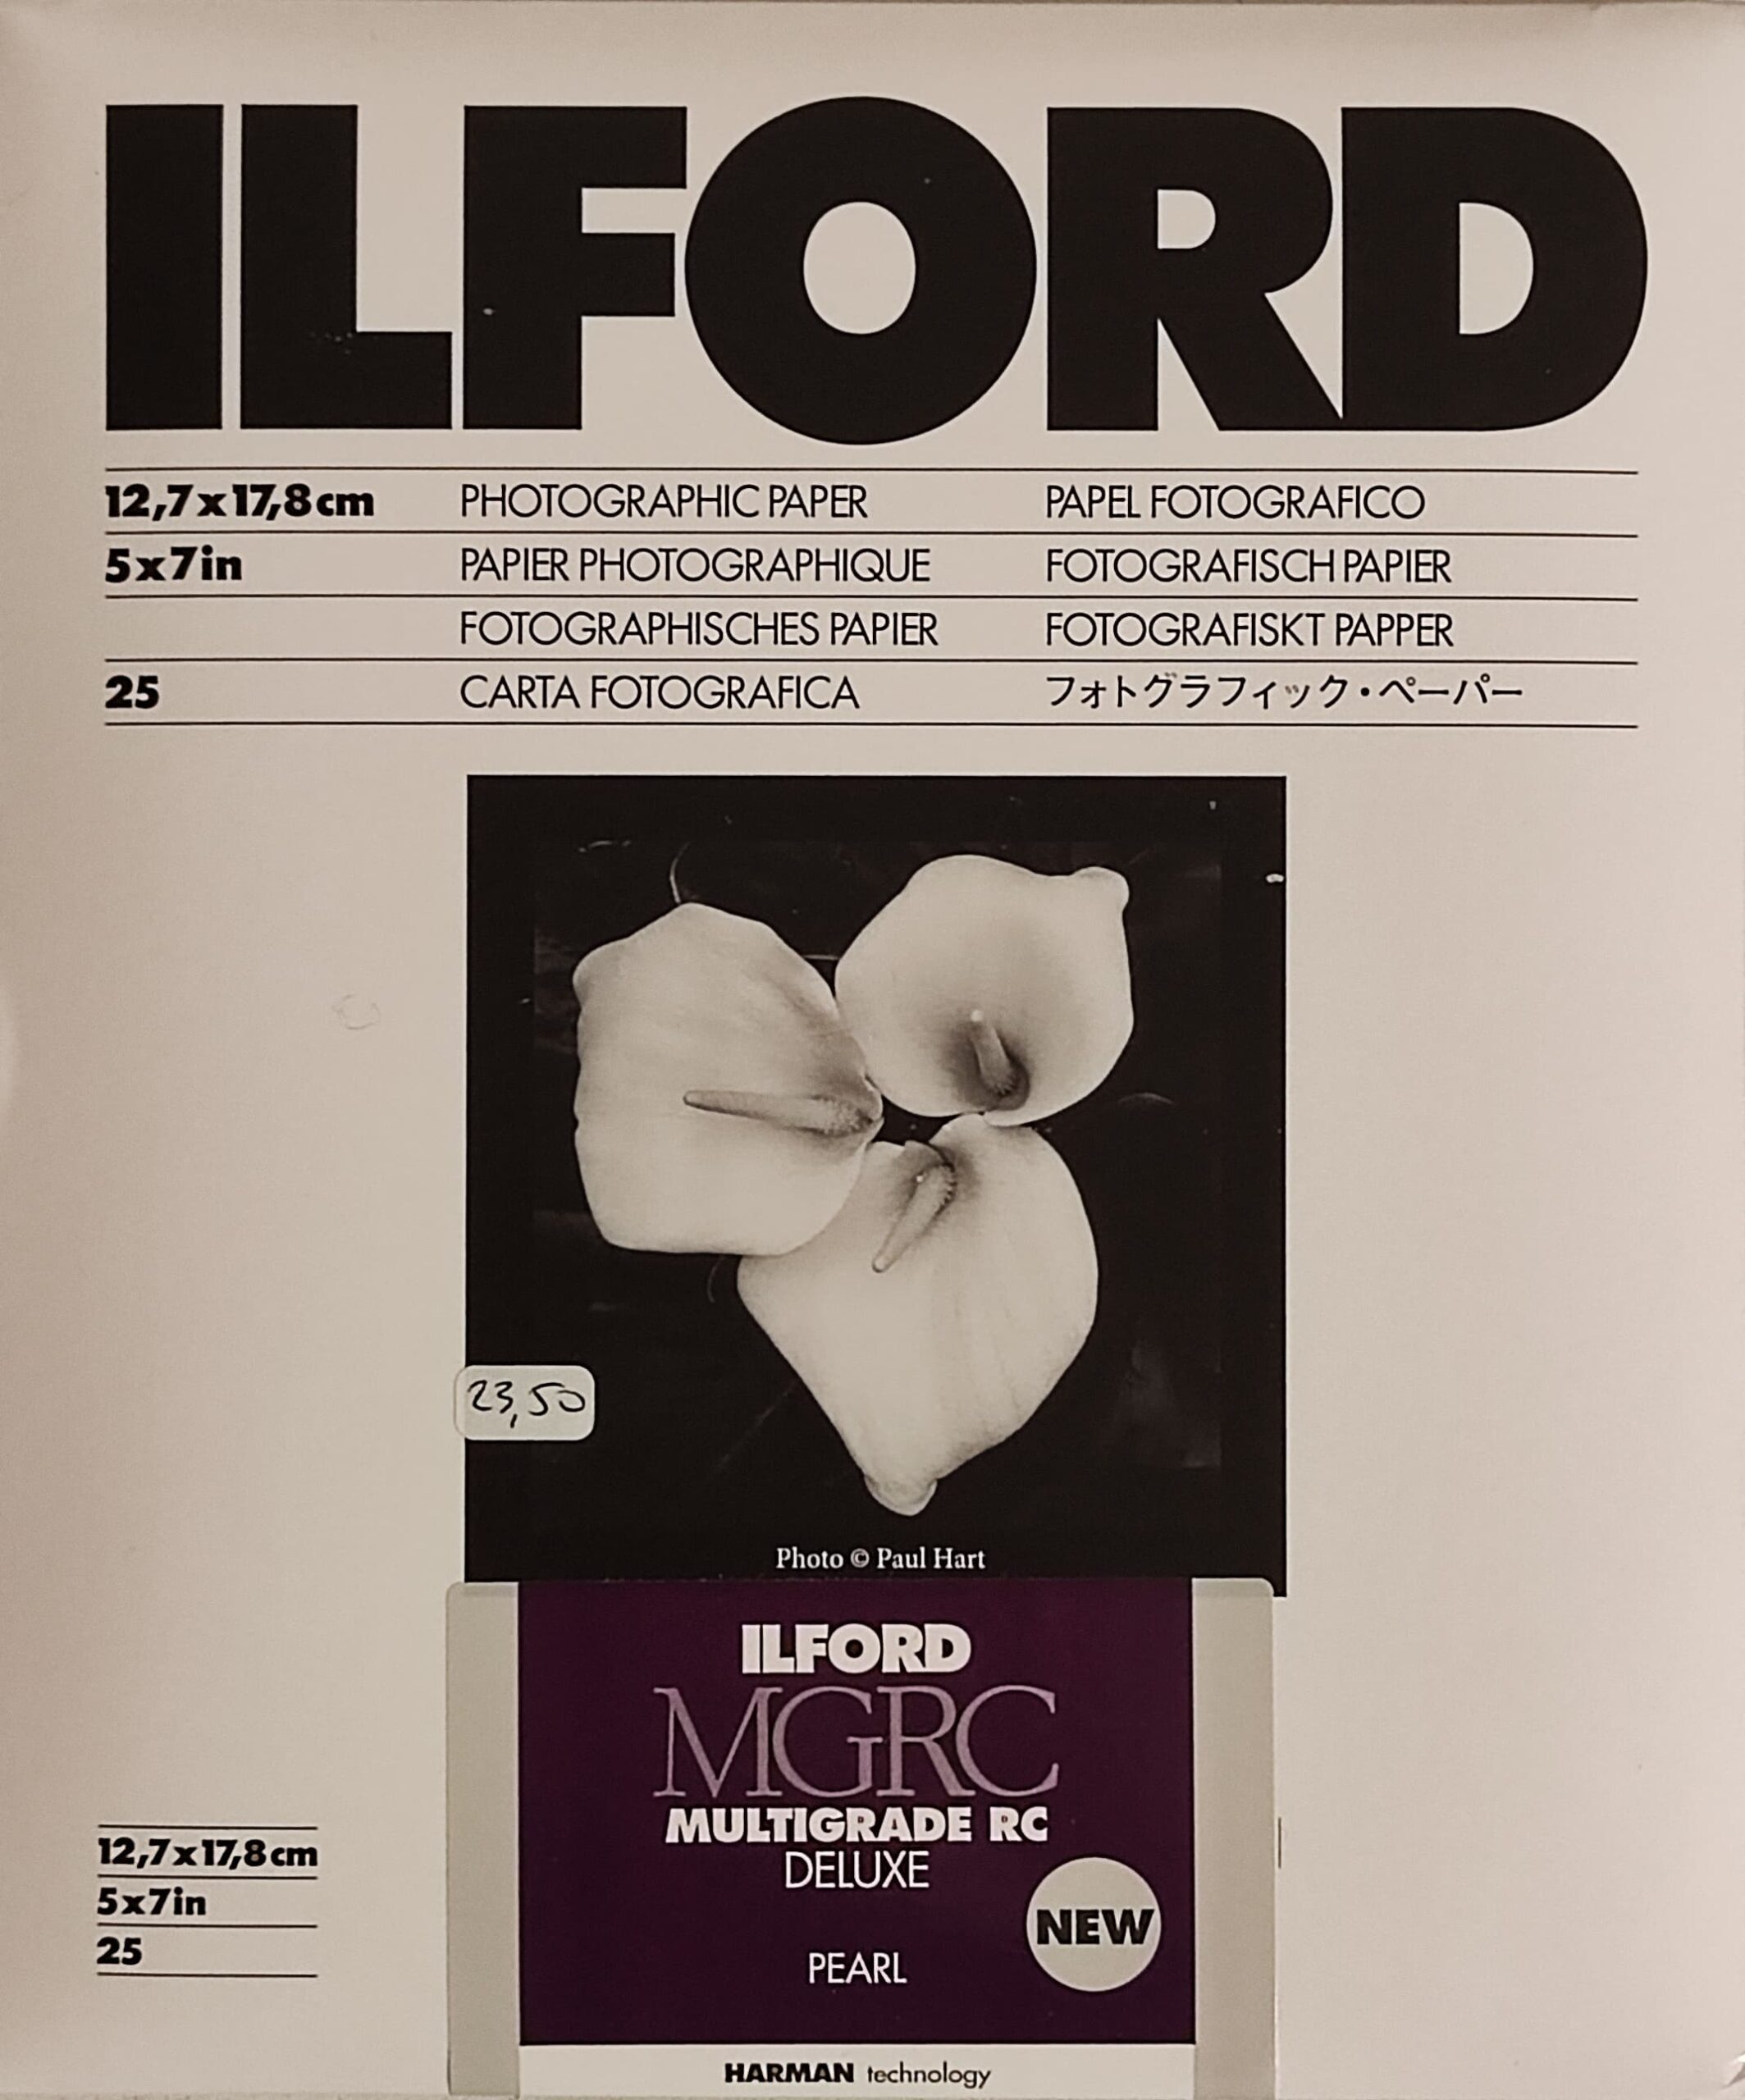 ILFORD
12,7x17,8cm PHOTOGRAPHIC PAPER PAPEL FOTOGRAFICO
5x7in PAPIER PHOTOGRAPHIQUE FOTOGRAFISCH PAPIER
FOTOGRAPHISCHES PAPIER FOTOGRAFISKT PAPPER
25 CARTA FOTOGRAFICA フォトグラフィック・ペーパー
23,50
Photo © Paul Hart
ILFORD
MGRC
MULTIGRADE RC
DELUXE
NEW
PEARL
12,7x17,8cm
5x7in
25
HARMAN technology